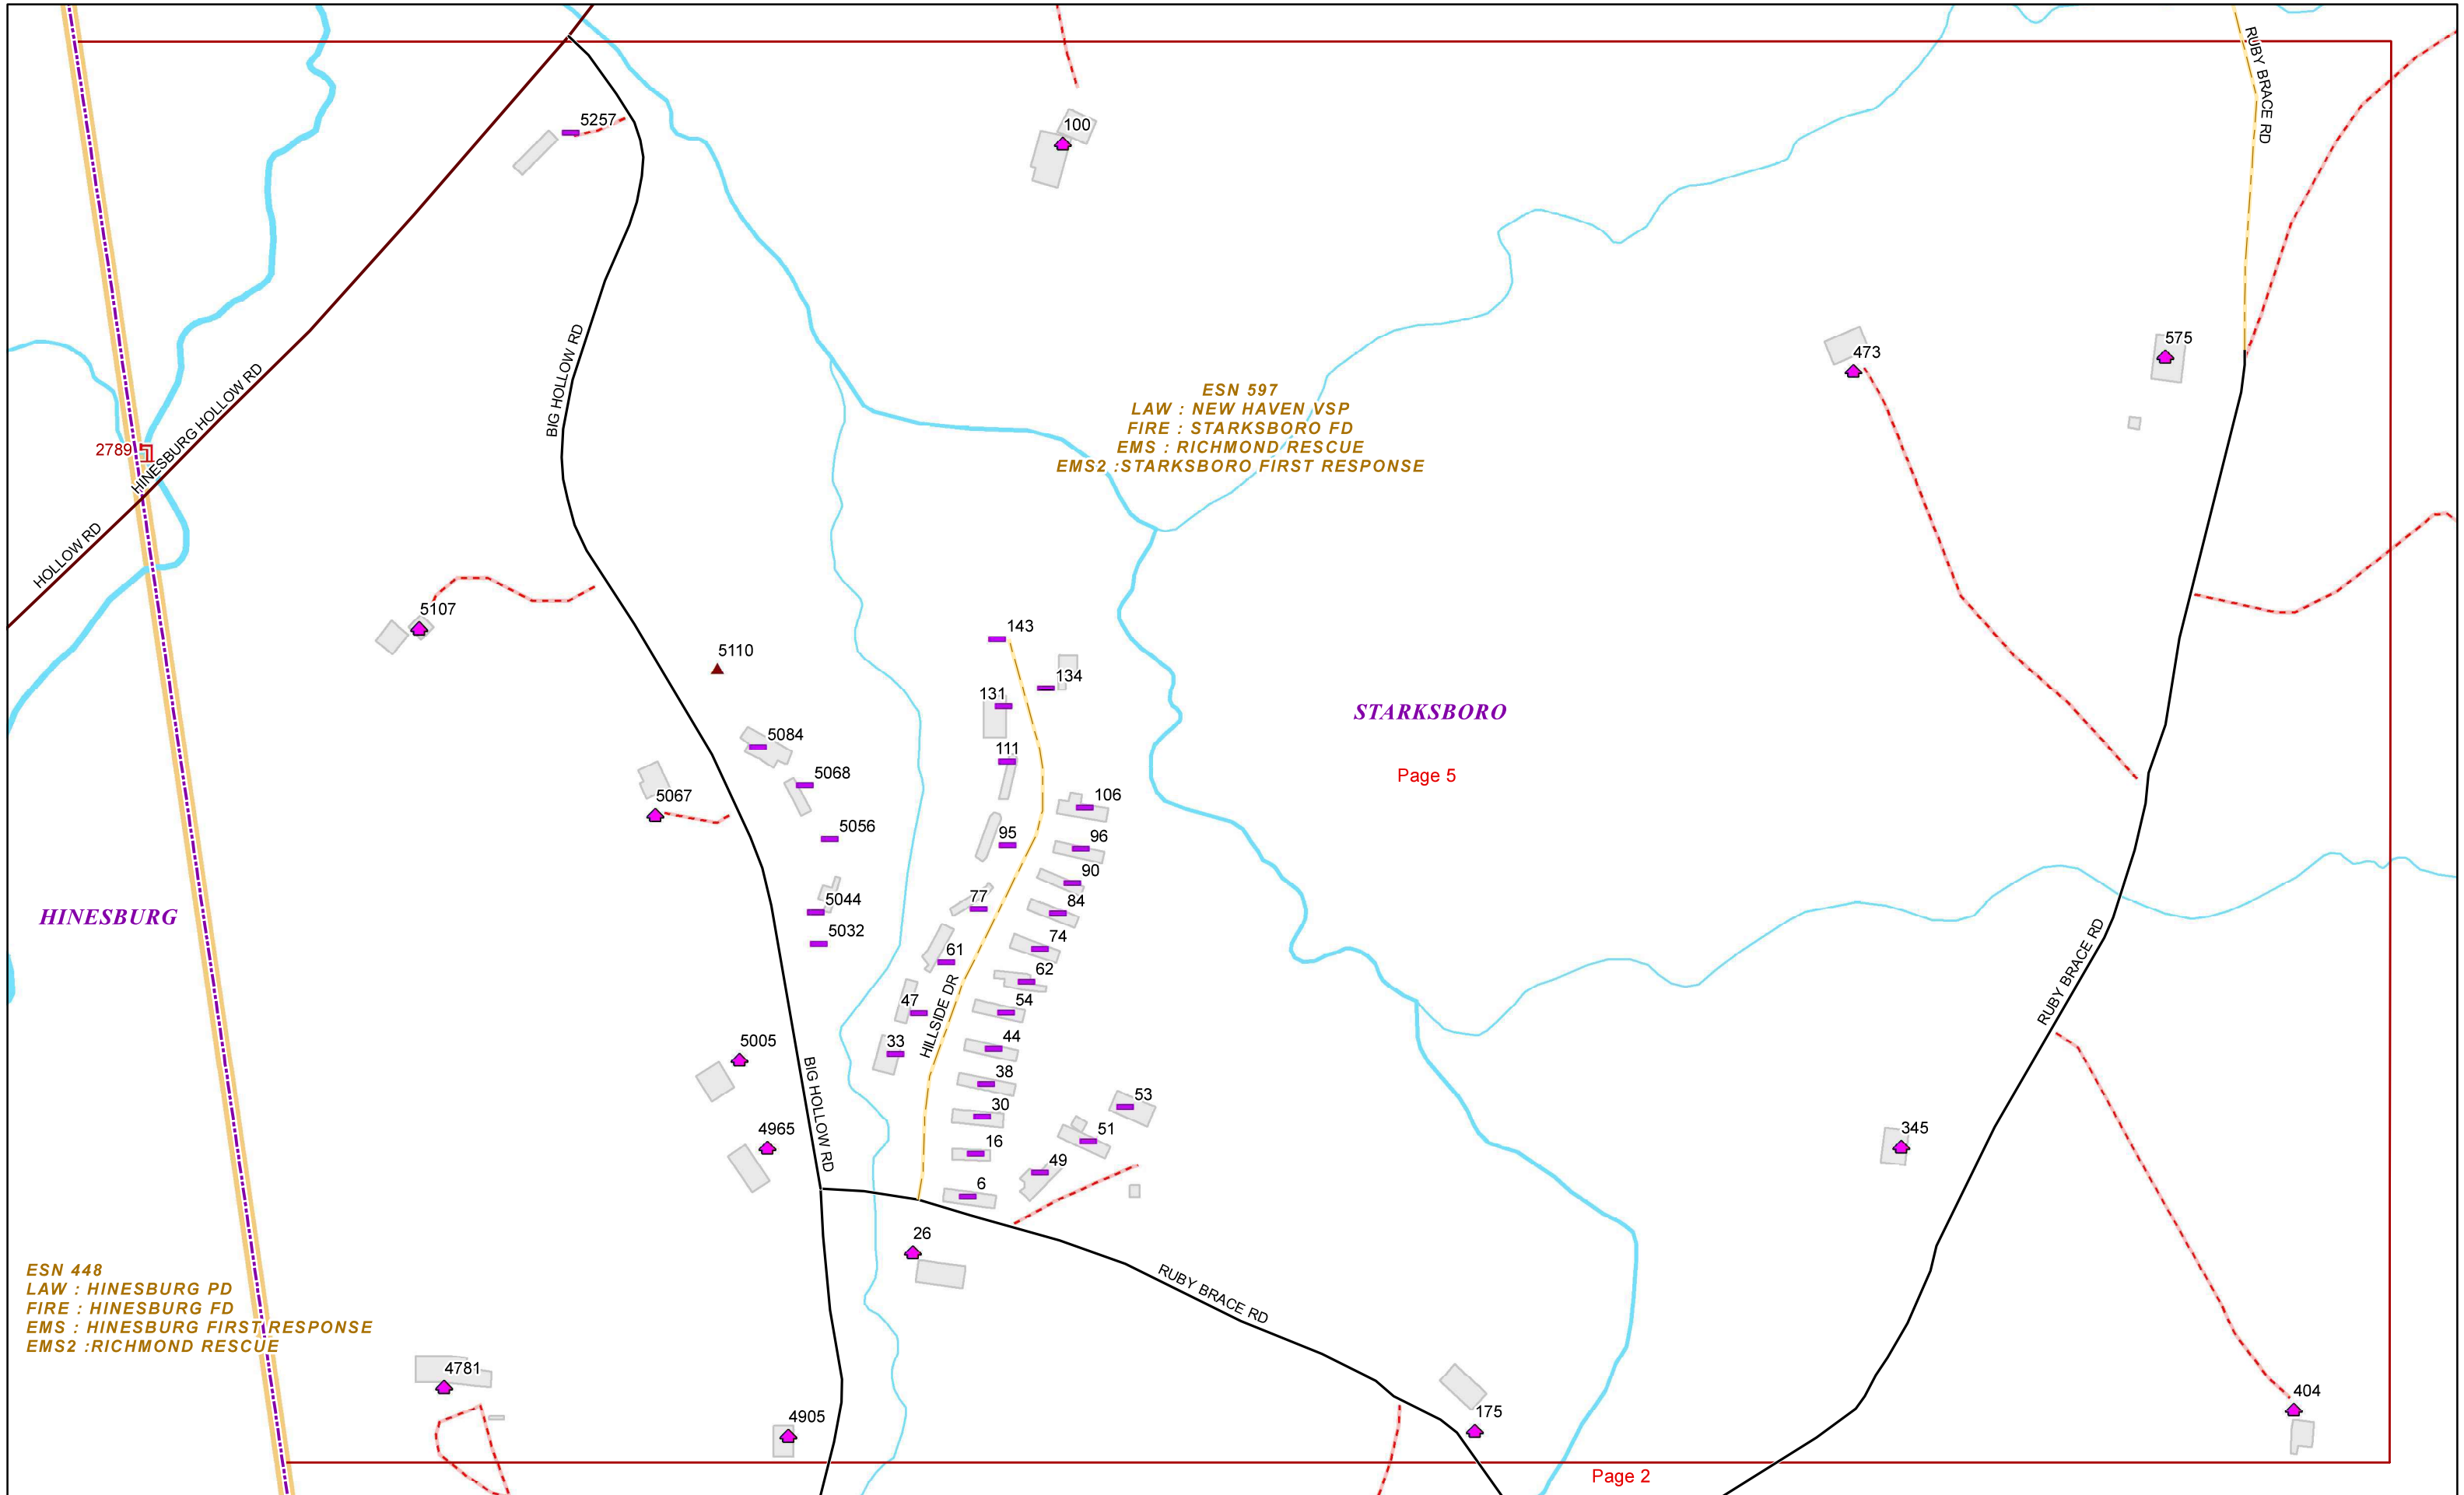 RUBY BRACE RD
5257
100
BIG HOLLOW RD
575
473
ESN 597
LAW : NEW HAVEN VSP
FIRE : STARKSBORO FD
EMS : RICHMOND RESCUE
EMS2 :STARKSBORO FIRST RESPONSE
HINESBURG HOLLOW RD
2789
HOLLOW RD
5107
143
5110
134
131
STARKSBORO
5084
111
Page 5
5068
5067
106
5056
95
96
90
77
5044
84
HINESBURG
5032
74
61
62
RUBY BRACE RD
47
54
HILLSIDE DR
5005
33
44
38
BIG HOLLOW RD
53
30
4965
51
345
16
49
6
26
ESN 448
LAW : HINESBURG PD
FIRE : HINESBURG FD
EMS : HINESBURG FIRST RESPONSE
EMS2 :RICHMOND RESCUE
RUBY BRACE RD
4781
404
175
4905
Page 2